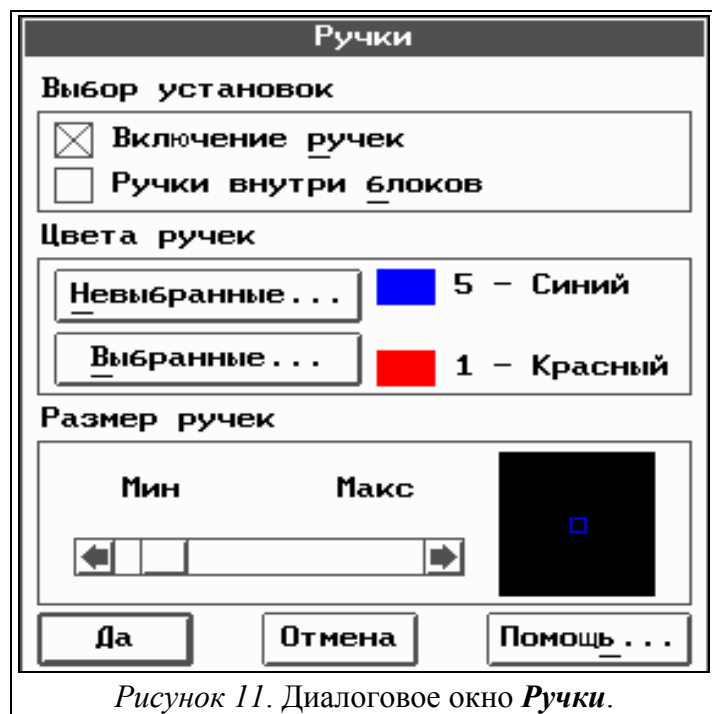 Ручки
Выбор установок
Включение ручек
Ручки внутри блоков
Цвета ручек
Невыбранные... 5 - Синий
Выбранные... 1 - Красный
Размер ручек
Мин Макс
Да Отмена Помощь...
Рисунок 11. Диалоговое окно Ручки.